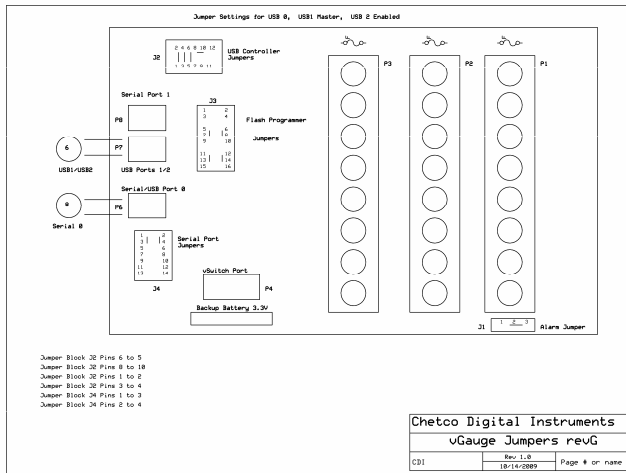 Jumper Settings for USB 0, USB1 Master, USB 2 Enabled
2 4 6 8 10 12
J2
USB Controller
Jumpers
1 3 5 7 9 11
P3
P2
P1
Serial Port 1
P8
J3
1 2
3 4
5 6
7 8
9 10
11 12
13 14
15 16
Flash Programmer
Jumpers
6
P7
USB1/USB2
USB Ports 1/2
Serial/USB Port 0
8
P6
Serial 0
1 2
3 4
5 6
7 8
9 10
11 12
13 14
Serial Port
Jumpers
J4
vSwitch Port
P4
Backup Battery 3.3V
J1
1 2 3
Alarm Jumper
Jumper Block J2 Pins 6 to 5
Jumper Block J2 Pins 8 to 10
Jumper Block J2 Pins 1 to 2
Jumper Block J2 Pins 3 to 4
Jumper Block J4 Pins 1 to 3
Jumper Block J4 Pins 2 to 4
Chetco Digital Instruments
vGauge Jumpers revG
CDI
Rev 1.0
10/14/2009
Page # or name